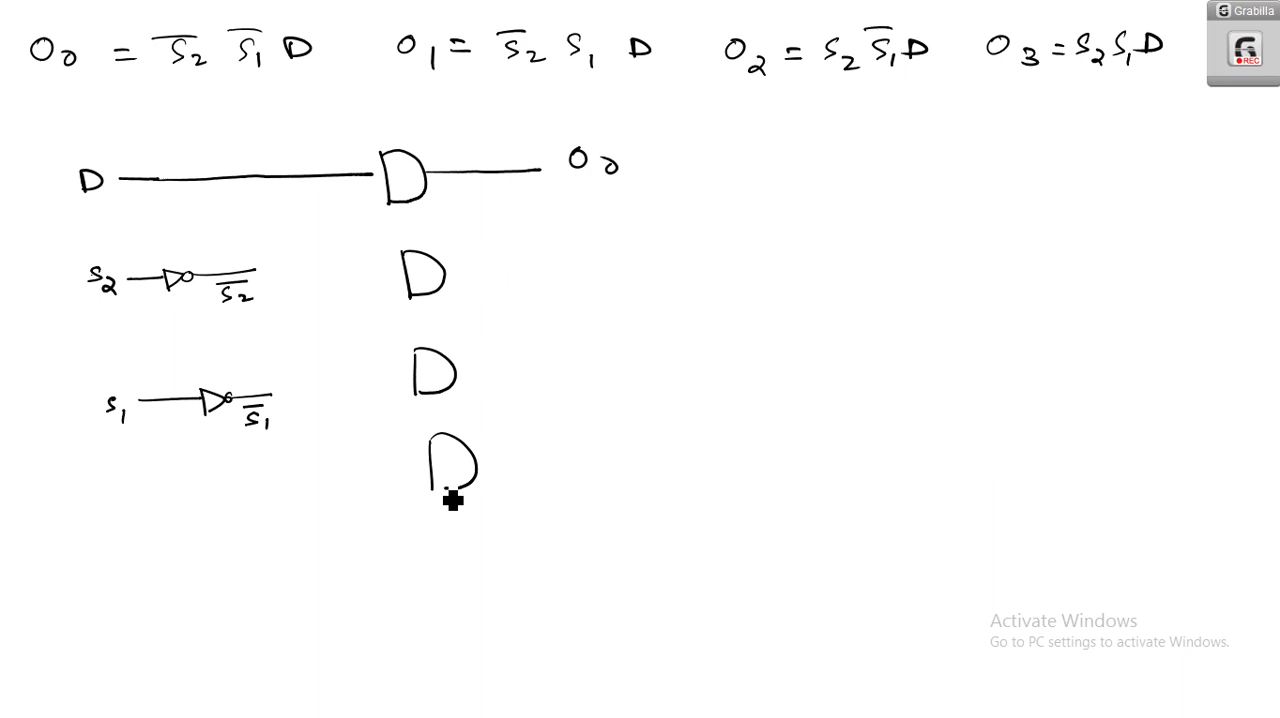 O₀ = S̅₂ S̅₁ D O₁ = S̅₂ S₁ D O₂ = S₂ S̅₁ D O₃ = S₂ S₁ D
Grabilla
REC
D O₀
S₂ S̅₂
S₁ S̅₁
Activate Windows
Go to PC settings to activate Windows.